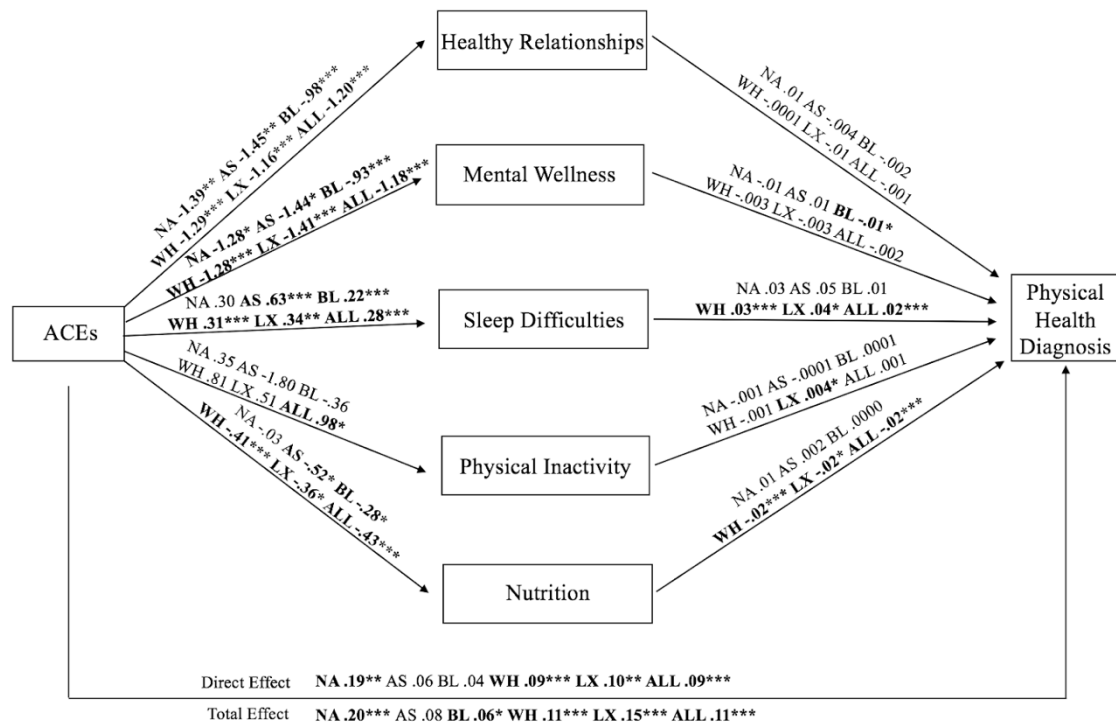 Healthy Relationships
NA -1.39** AS -1.45** BL -.98***
WH -1.29*** LX -1.16*** ALL -1.20***
NA .01 AS -.004 BL -.002
WH -.0001 LX -.01 ALL -.001
Mental Wellness
NA -1.28* AS -1.44* BL -.93***
WH -1.28*** LX -1.41*** ALL -1.18***
NA -.01 AS .01 BL -.01*
WH -.003 LX -.003 ALL -.002
ACEs
NA .30 AS .63*** BL .22***
WH .31*** LX .34** ALL .28***
Sleep Difficulties
NA .03 AS .05 BL .01
WH .03*** LX .04* ALL .02***
Physical
Health
Diagnosis
NA .35 AS -1.80 BL -.36
WH .81 LX .51 ALL .98*
Physical Inactivity
NA -.001 AS -.0001 BL .0001
WH -.001 LX .004* ALL .001
NA -.03 AS -.52* BL -.28*
WH -.41*** LX -.36* ALL -.43***
Nutrition
NA .01 AS .002 BL .0000
WH -.02*** LX -.02* ALL -.02***
Direct Effect NA .19** AS .06 BL .04 WH .09*** LX .10** ALL .09***
Total Effect NA .20*** AS .08 BL .06* WH .11*** LX .15*** ALL .11***